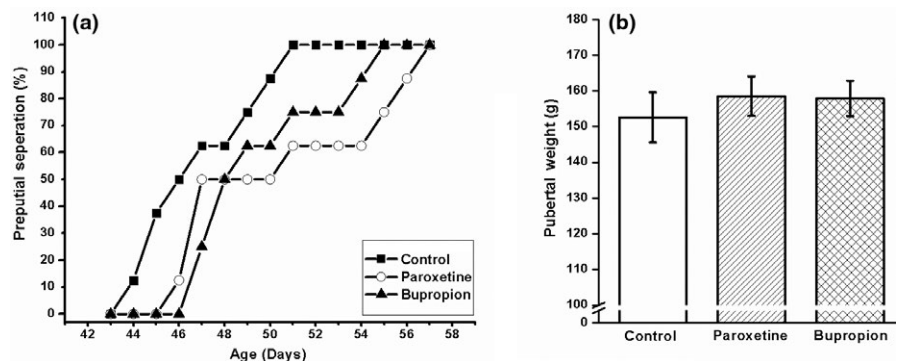 (a)
Preputial seperation (%)
110
100
90
80
70
60
50
40
30
20
10
0
42 44 46 48 50 52 54 56 58
Age (Days)
Control
Paroxetine
Bupropion
(b)
Pubertal weight (g)
180
170
160
150
140
130
120
110
100
0
Control Paroxetine Bupropion